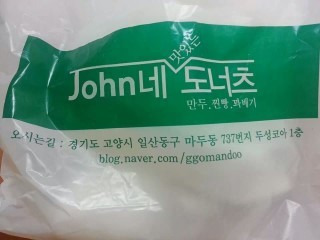 맛있는
John네 도너츠
만두.찐빵.꽈배기
오시는길 : 경기도 고양시 일산동구 마두동 737번지 두성코아 1층
blog.naver.com/ggomandoo